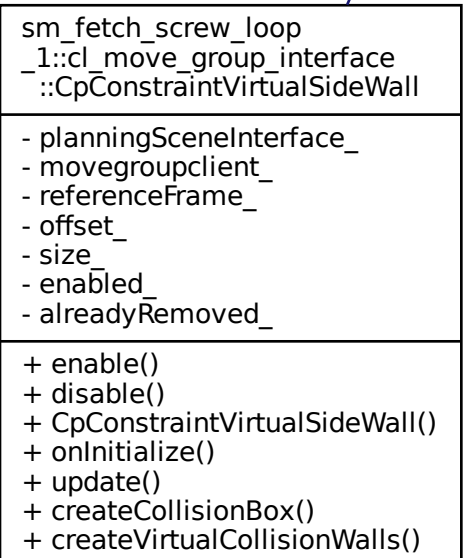 sm_fetch_screw_loop
_1::cl_move_group_interface
::CpConstraintVirtualSideWall
- planningSceneInterface_
- movegroupclient_
- referenceFrame_
- offset_
- size_
- enabled_
- alreadyRemoved_
+ enable()
+ disable()
+ CpConstraintVirtualSideWall()
+ onInitialize()
+ update()
+ createCollisionBox()
+ createVirtualCollisionWalls()